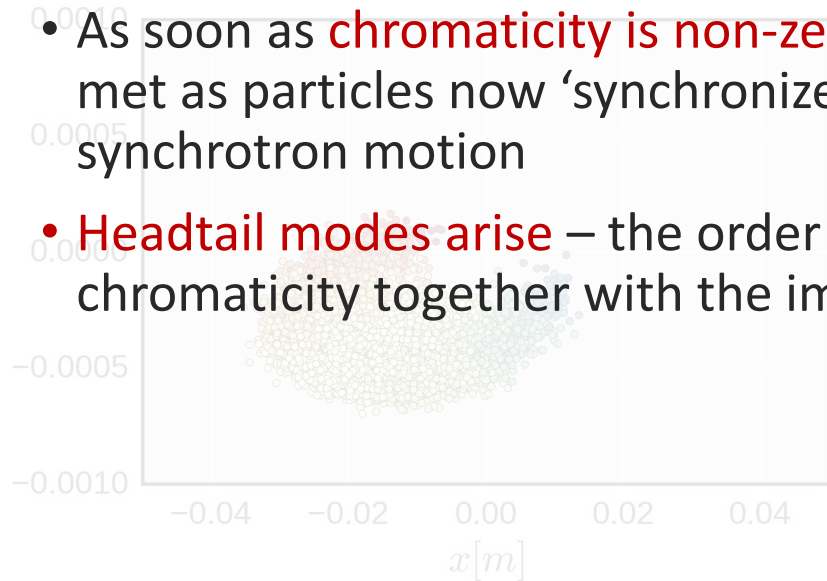 • As soon as chromaticity is non-ze
met as particles now ‘synchronize
synchrotron motion
• Headtail modes arise – the order
chromaticity together with the im
0.0010
0.0005
0.0000
−0.0005
−0.0010
−0.04 −0.02 0.00 0.02 0.04
x[m]